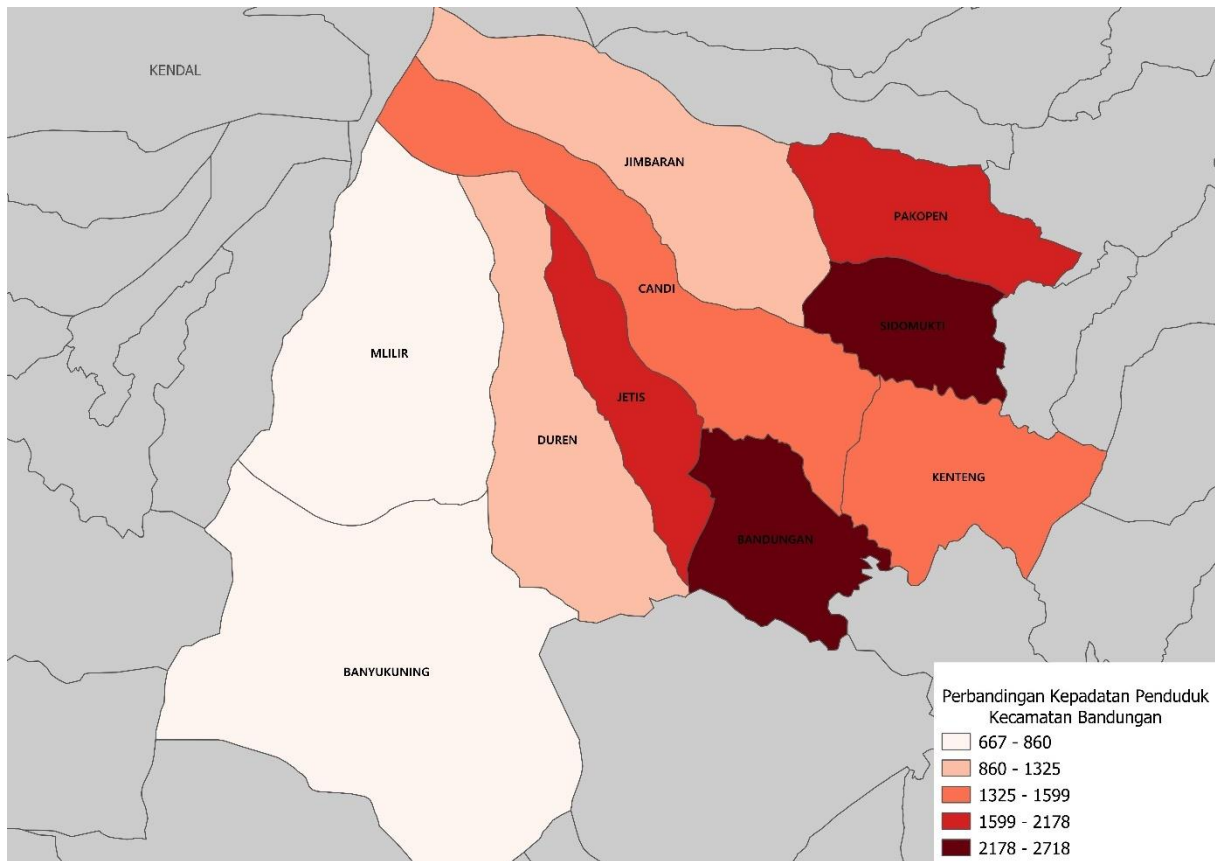 KENDAL
JIMBARAN
PAKOPEN
CANDI
SIDOMUKTI
MLILIR
JETIS
DUREN
KENTENG
BANDUNGAN
BANYUKUNING
Perbandingan Kepadatan Penduduk
Kecamatan Bandungan
667 - 860
860 - 1325
1325 - 1599
1599 - 2178
2178 - 2718